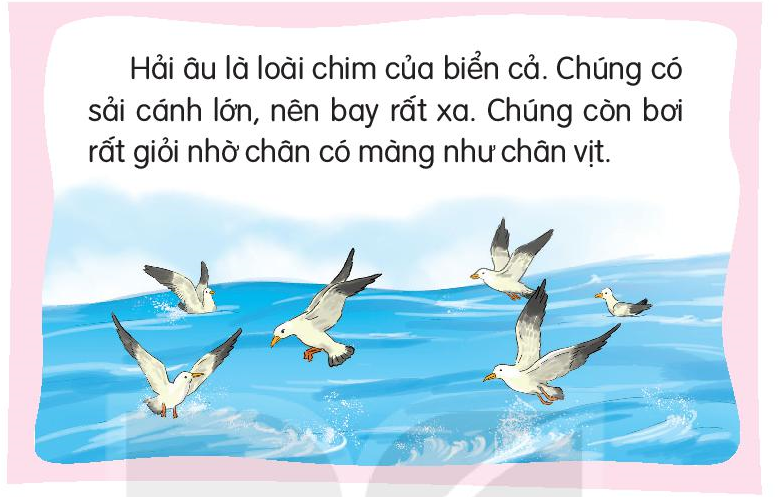 Hải âu là loài chim của biển cả. Chúng có
sải cánh lớn, nên bay rất xa. Chúng còn bơi
rất giỏi nhờ chân có màng như chân vịt.